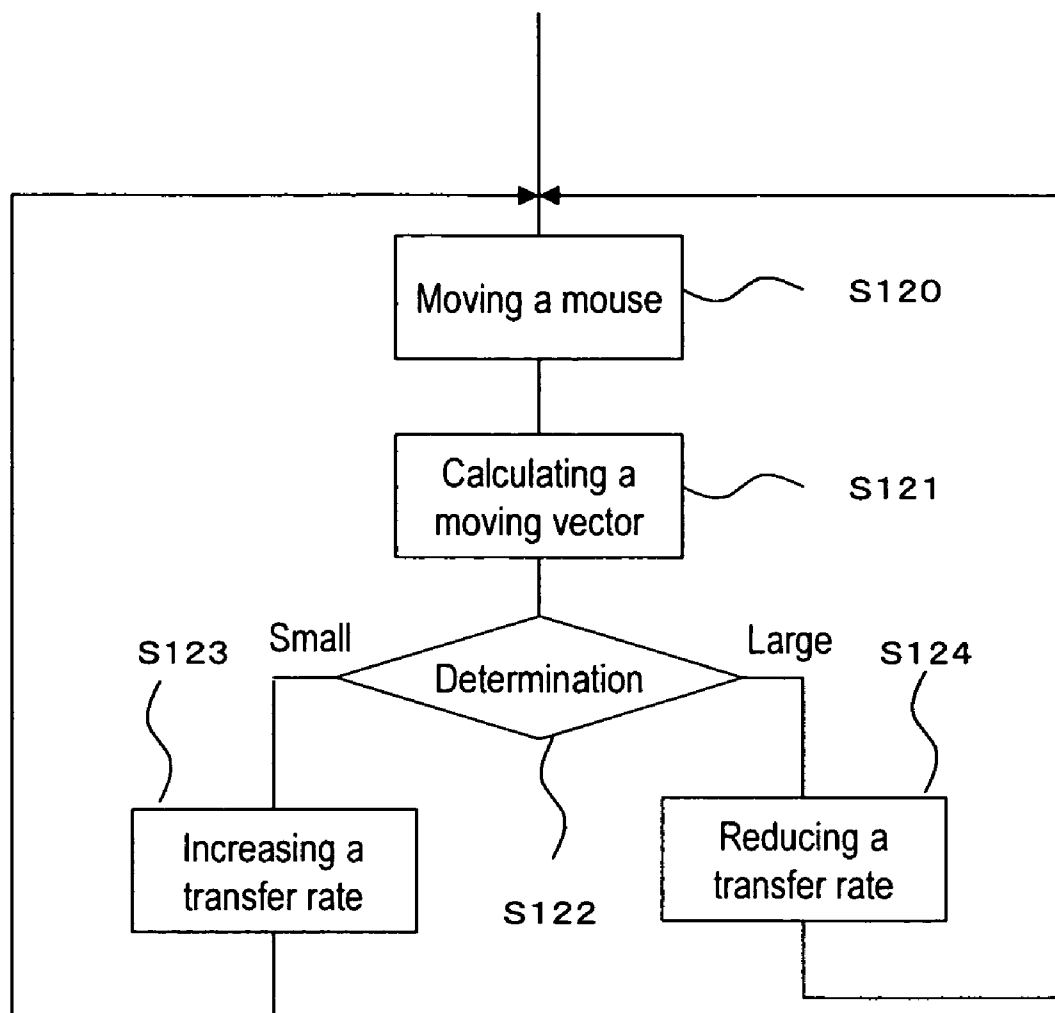 Moving a mouse
S120
Calculating a
moving vector
S121
Small
Large
S123
S124
Determination
Increasing a
transfer rate
Reducing a
transfer rate
S122